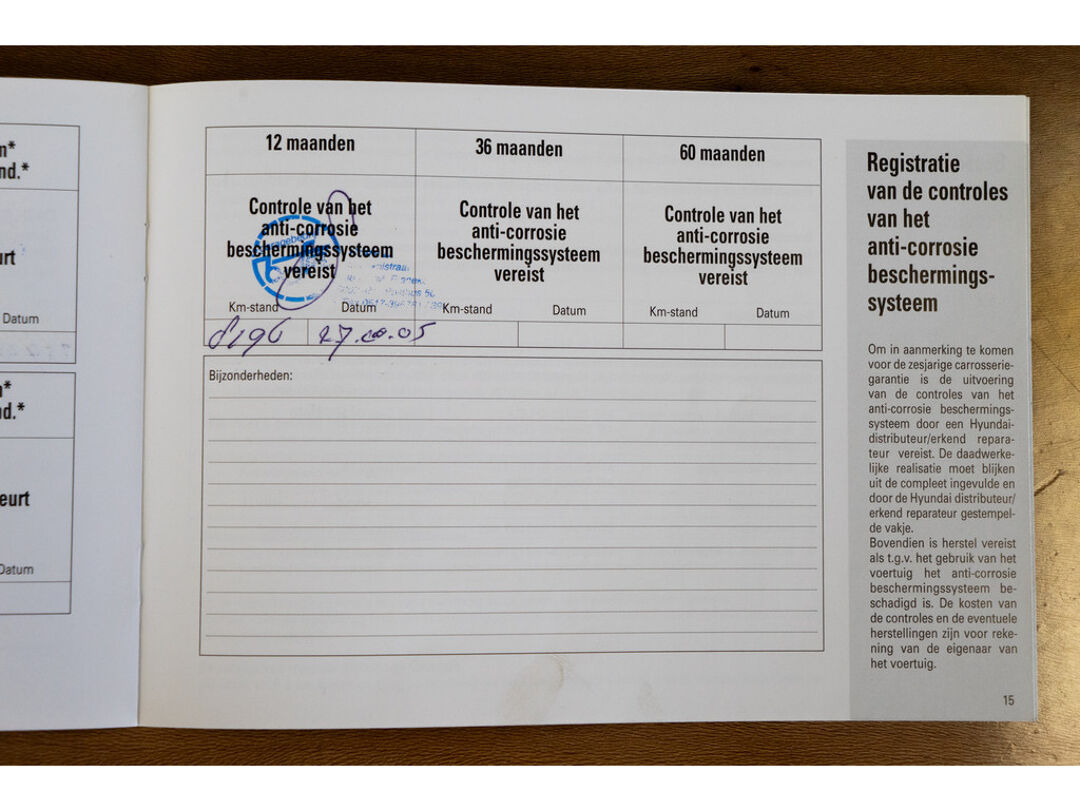 n*
nd.*
urt
Datum
n*
nd.*
eurt
Datum
12 maanden
Controle van het
anti-corrosie
beschermingssysteem
vereist
Km-stand Datum
8196 27.
36 maanden
Controle van het
anti-corrosie
beschermingssysteem
vereist
Km-stand Datum
60 maanden
Controle van het
anti-corrosie
beschermingssysteem
vereist
Km-stand Datum
Bijzonderheden:
Registratie
van de controles
van het
anti-corrosie
beschermings-
systeem
Om in aanmerking te komen
voor de zesjarige carrosserie-
garantie is de uitvoering
van de controles van het
anti-corrosie beschermings-
systeem door een Hyundai-
distributeur/erkend repara-
teur vereist. De daadwerke-
lijke realisatie moet blijken
uit de compleet ingevulde en
door de Hyundai distributeur/
erkend reparateur gestempel-
de vakje.
Bovendien is herstel vereist
als t.g.v. het gebruik van het
voertuig het anti-corrosie
beschermingssysteem be-
schadigd is. De kosten van
de controles en de eventuele
herstellingen zijn voor reke-
ning van de eigenaar van
het voertuig.
15